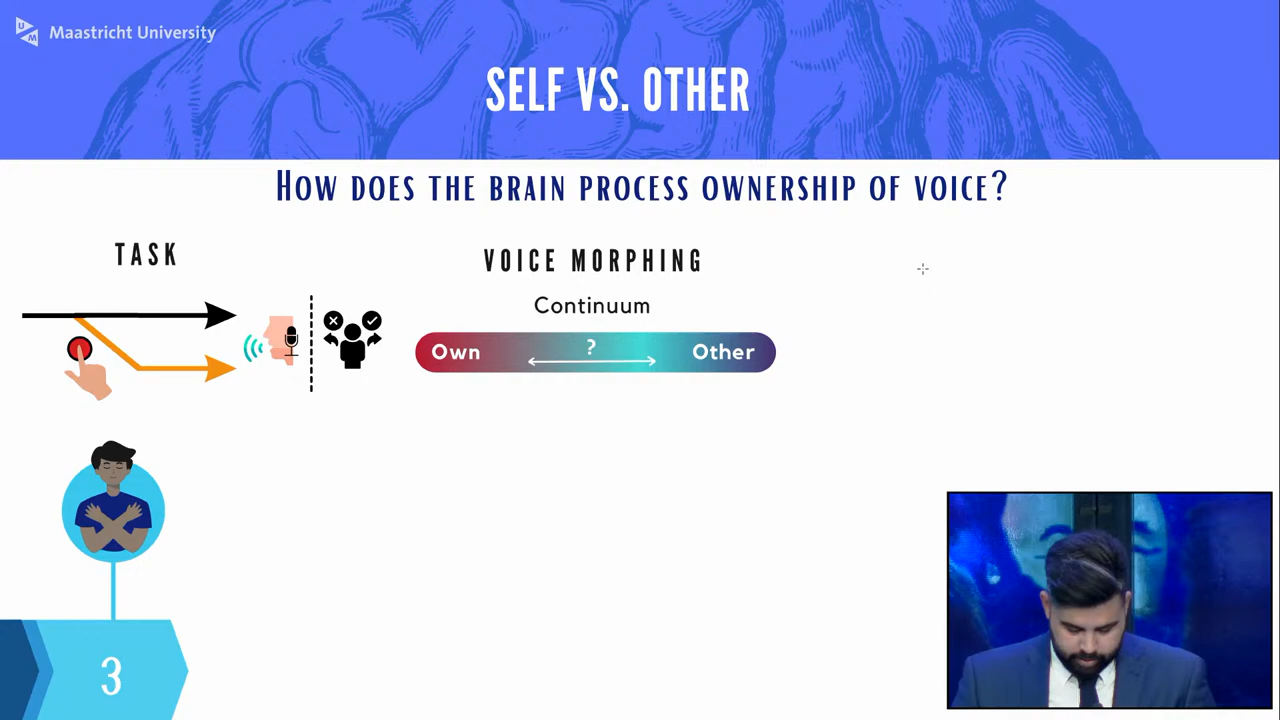 Maastricht University
SELF VS. OTHER
HOW DOES THE BRAIN PROCESS OWNERSHIP OF VOICE?
TASK
VOICE MORPHING
Continuum
Own
?
Other
3